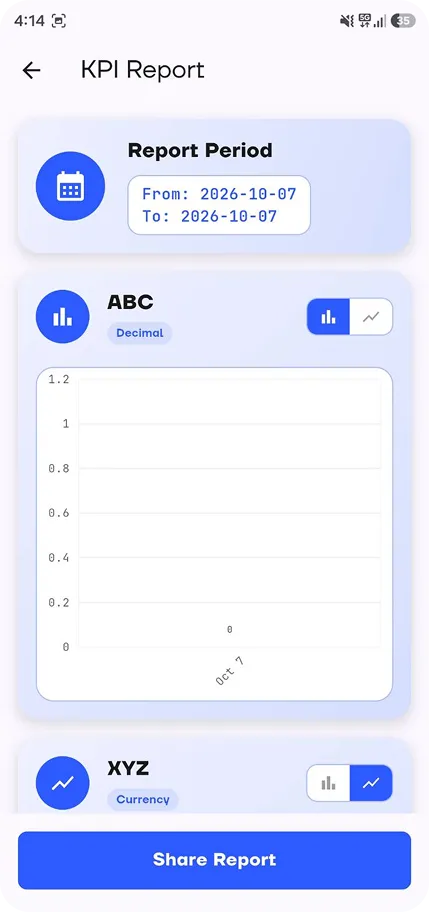 4:14
5G
35
KPI Report
Report Period
From: 2026-10-07
To: 2026-10-07
ABC
Decimal
1.2
1
0.8
0.6
0.4
0.2
0
0
Oct 7
XYZ
Currency
Share Report